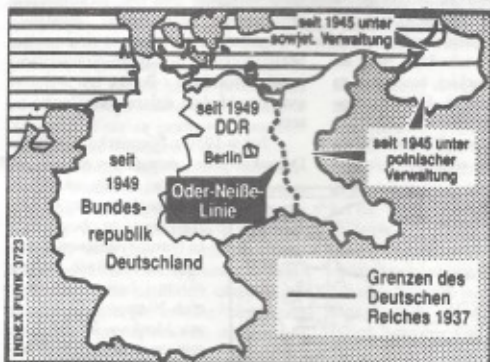 seit 1945 unter
sowjet. Verwaltung
seit 1949
DDR
Berlin
seit
1949
Bundes-
republik
Deutschland
Oder-Neiße-
Linie
seit 1945 unter
polnischer
Verwaltung
Grenzen des
Deutschen
Reiches 1937
INDEX FUNK 3723